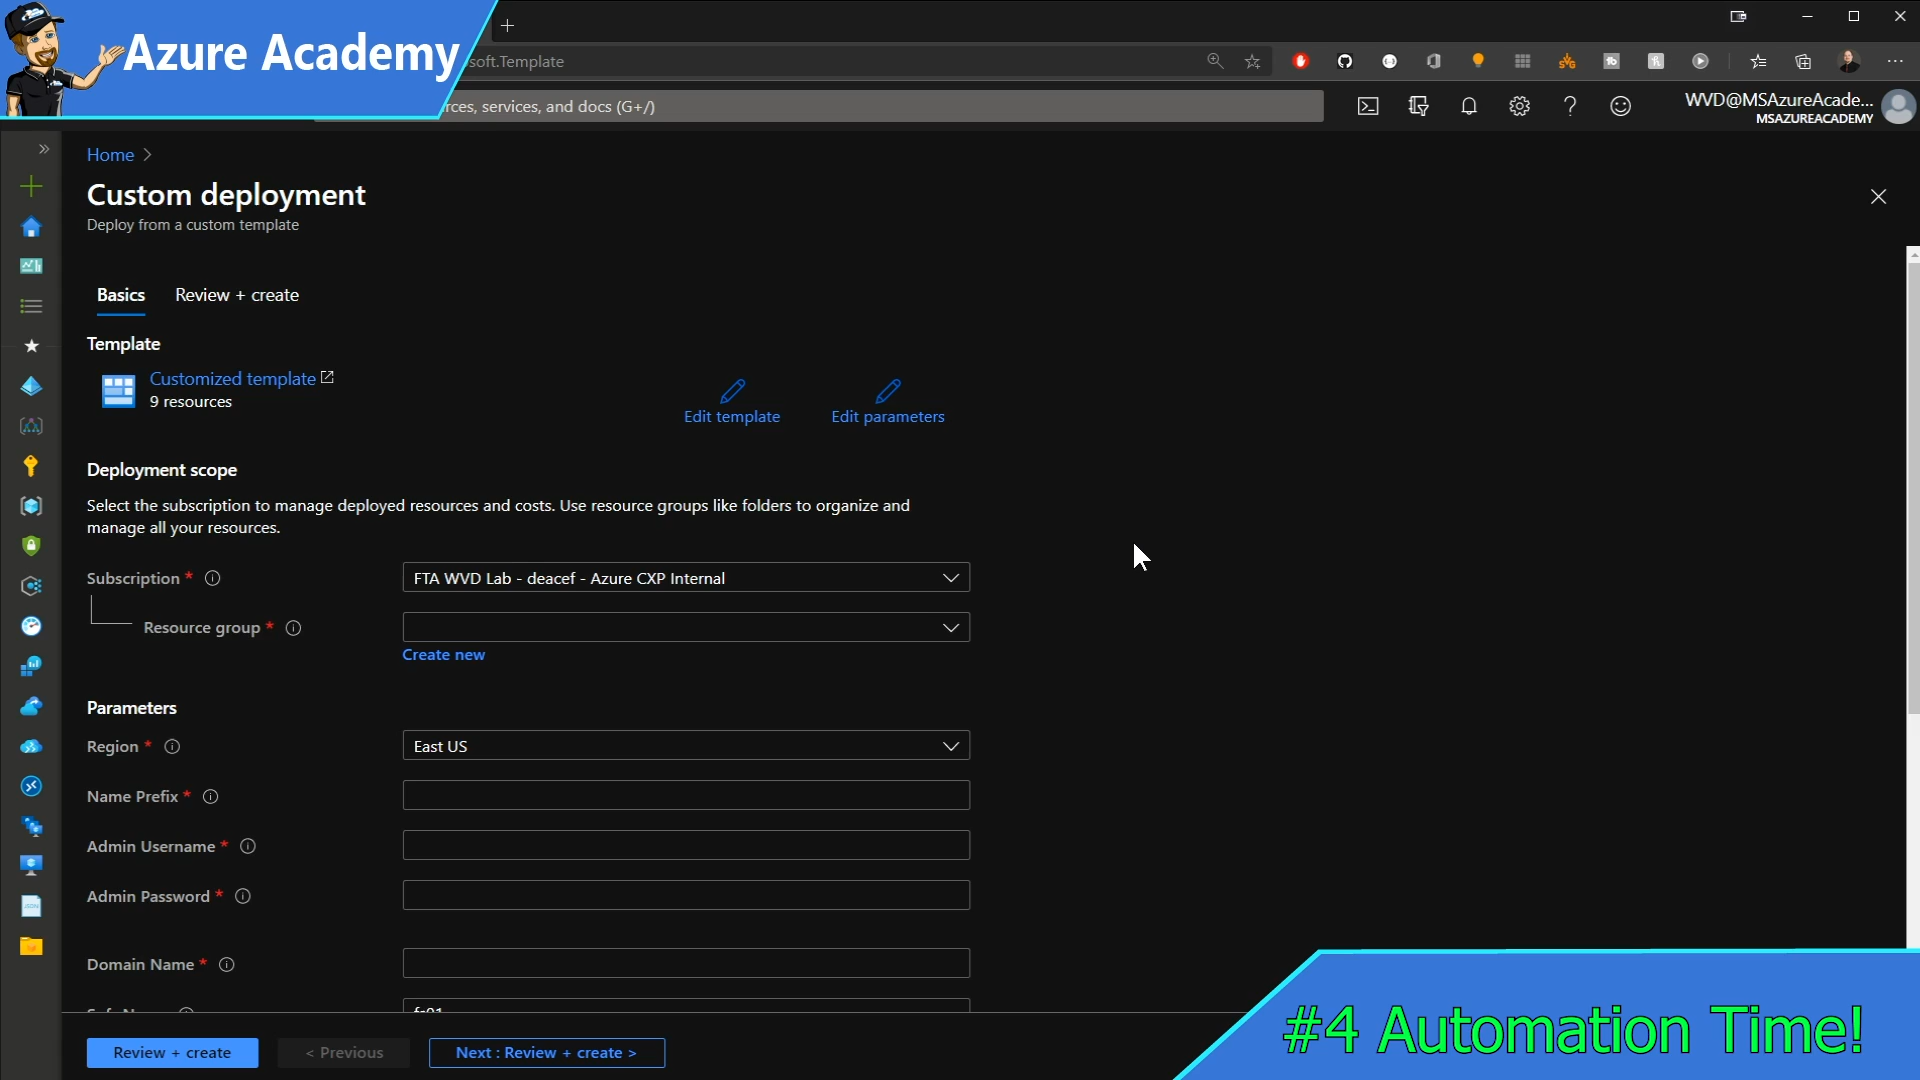 Azure Academy
soft.Template
rces, services, and docs (G+/)
WVD@MSAzureAcade...
MSAZUREACADEMY
Home
Custom deployment
Deploy from a custom template
Basics
Review + create
Template
Customized template
9 resources
Edit template
Edit parameters
Deployment scope
Select the subscription to manage deployed resources and costs. Use resource groups like folders to organize and
manage all your resources.
Subscription *
FTA WVD Lab - deacef - Azure CXP Internal
Resource group *
Create new
Parameters
Region *
East US
Name Prefix *
Admin Username *
Admin Password *
Domain Name *
Review + create
< Previous
Next : Review + create >
#4 Automation Time!